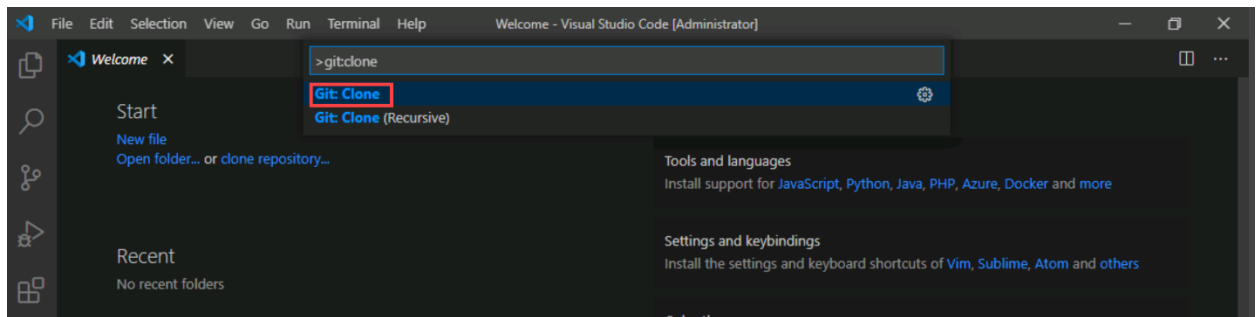 File Edit Selection View Go Run Terminal Help Welcome - Visual Studio Code [Administrator]
Welcome
>git:clone
Git: Clone
Git: Clone (Recursive)
Start
New file
Open folder... or clone repository...
Recent
No recent folders
Tools and languages
Install support for JavaScript, Python, Java, PHP, Azure, Docker and more
Settings and keybindings
Install the settings and keyboard shortcuts of Vim, Sublime, Atom and others